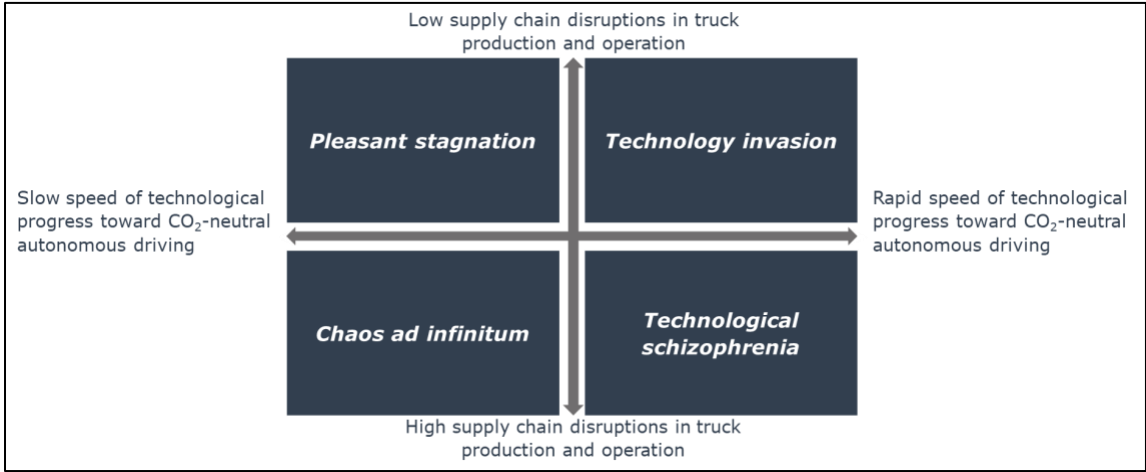 Low supply chain disruptions in truck
production and operation
Pleasant stagnation
Technology invasion
Slow speed of technological
progress toward CO₂-neutral
autonomous driving
Rapid speed of technological
progress toward CO₂-neutral
autonomous driving
Chaos ad infinitum
Technological
schizophrenia
High supply chain disruptions in truck
production and operation